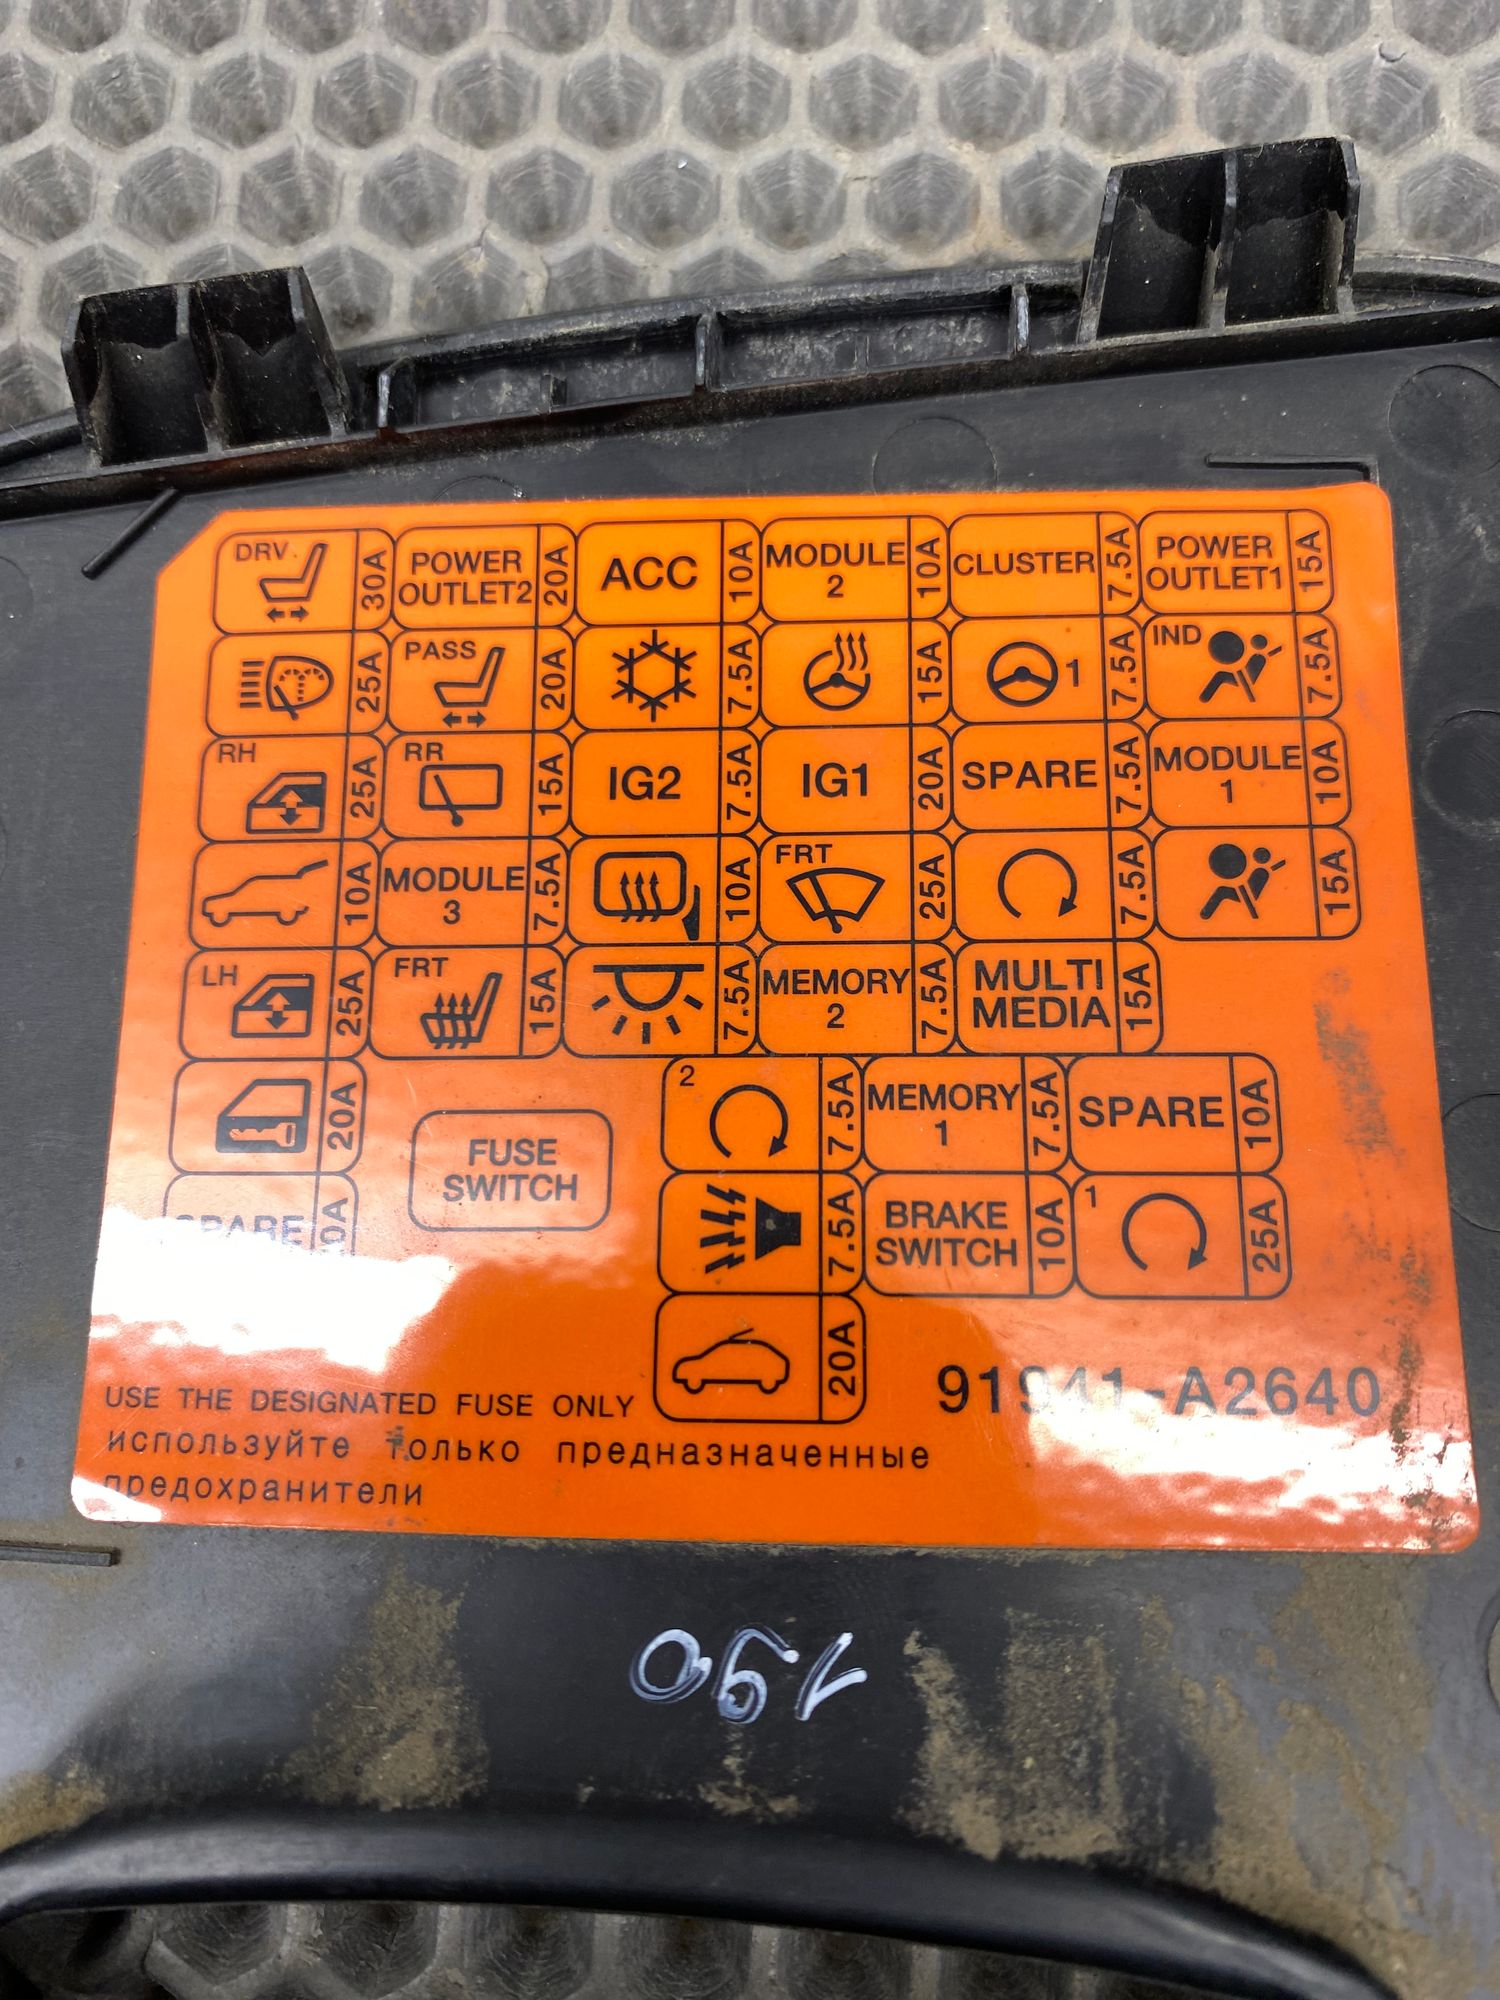 DRV. 30A
POWER OUTLET2 20A
ACC 10A
MODULE 2 10A
CLUSTER 7.5A
POWER OUTLET1 15A
25A
PASS 20A
7.5A
15A
1 7.5A
IND 7.5A
RH 25A
RR 15A
IG2 7.5A
IG1 20A
SPARE 7.5A
MODULE 1 10A
10A
MODULE 3 7.5A
10A
FRT 25A
7.5A
15A
LH 25A
FRT 15A
7.5A
MEMORY 2 7.5A
MULTI MEDIA 15A
20A
FUSE SWITCH
2 7.5A
MEMORY 1 7.5A
SPARE 10A
SPARE
7.5A
BRAKE SWITCH 10A
1 25A
20A
91941-A2640
USE THE DESIGNATED FUSE ONLY
используйте только предназначенные
предохранители
190